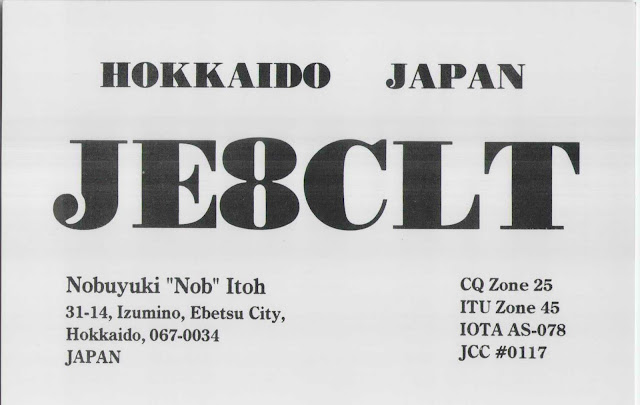 HOKKAIDO JAPAN
JE8CLT
Nobuyuki "Nob" Itoh
31-14, Izumino, Ebetsu City,
Hokkaido, 067-0034
JAPAN
CQ Zone 25
ITU Zone 45
IOTA AS-078
JCC #0117